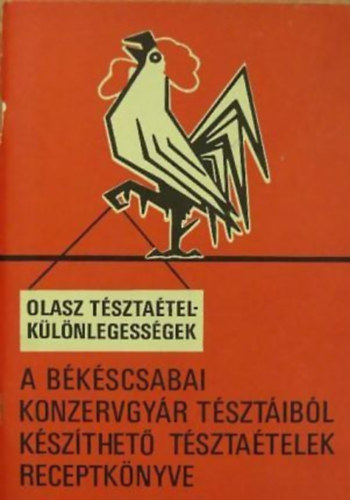 OLASZ TÉSZTAÉTEL-
KÜLÖNLEGESSÉGEK
A BÉKÉSCSABAI
KONZERVGYÁR TÉSZTÁIBÓL
KÉSZÍTHETŐ TÉSZTAÉTELEK
RECEPTKÖNYVE